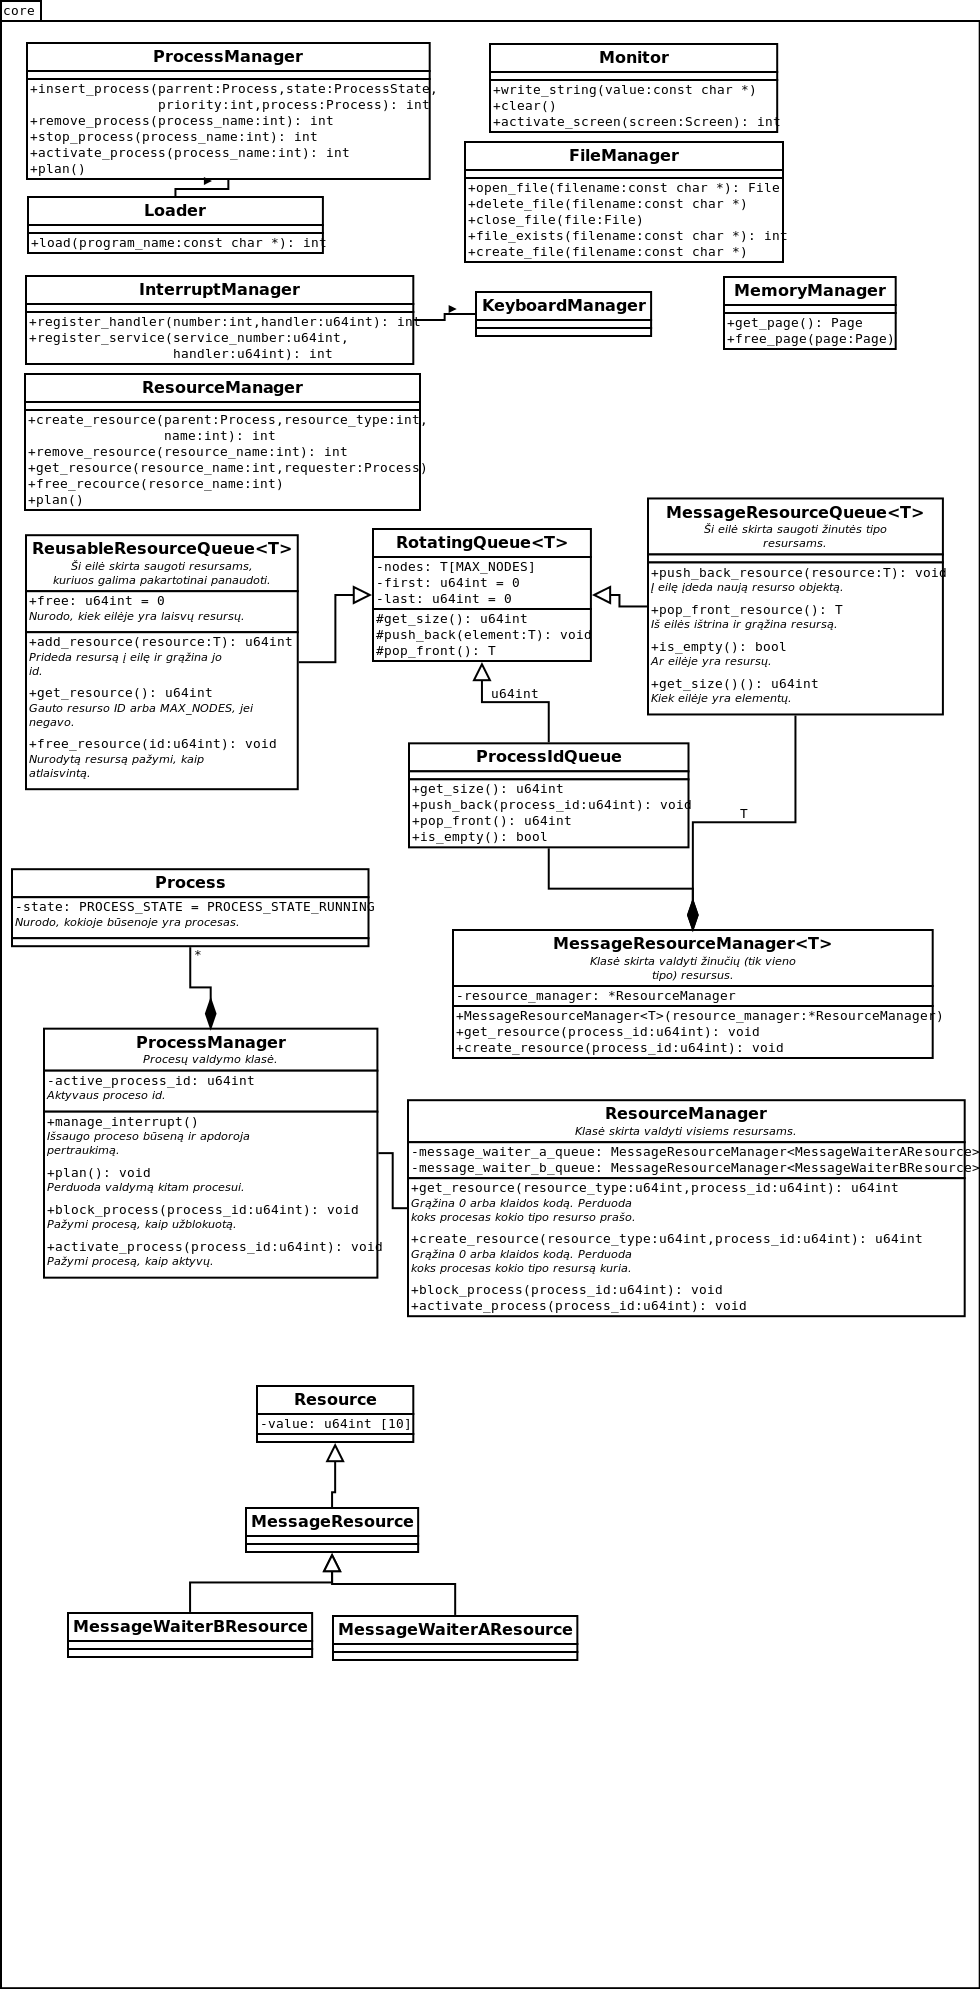 core
ProcessManager
+insert_process(parrent:Process,state:ProcessState,
priority:int,process:Process): int
+remove_process(process_name:int): int
+stop_process(process_name:int): int
+activate_process(process_name:int): int
+plan()
Monitor
+write_string(value:const char *)
+clear()
+activate_screen(screen:Screen): int
FileManager
+open_file(filename:const char *): File
+delete_file(filename:const char *)
+close_file(file:File)
+file_exists(filename:const char *): int
+create_file(filename:const char *)
Loader
+load(program_name:const char *): int
InterruptManager
+register_handler(number:int,handler:u64int): int
+register_service(service_number:u64int,
handler:u64int): int
KeyboardManager
MemoryManager
+get_page(): Page
+free_page(page:Page)
ResourceManager
+create_resource(parent:Process,resource_type:int,
name:int): int
+remove_resource(resource_name:int): int
+get_resource(resource_name:int,requester:Process)
+free_recource(resorce_name:int)
+plan()
ReusableResourceQueue<T>
Ši eilė skirta saugoti resursams,
kuriuos galima pakartotinai panaudoti.
+free: u64int = 0
Nurodo, kiek eilėje yra laisvų resursų.
+add_resource(resource:T): u64int
Prideda resursą į eilę ir grąžina jo
id.
+get_resource(): u64int
Gauto resurso ID arba MAX_NODES, jei
negavo.
+free_resource(id:u64int): void
Nurodytą resursą pažymi, kaip
atlaisvintą.
RotatingQueue<T>
-nodes: T[MAX_NODES]
-first: u64int = 0
-last: u64int = 0
#get_size(): u64int
#push_back(element:T): void
#pop_front(): T
MessageResourceQueue<T>
Ši eilė skirta saugoti žinutės tipo
resursams.
+push_back_resource(resource:T): void
Į eilę įdeda naują resurso objektą.
+pop_front_resource(): T
Iš eilės ištrina ir grąžina resursą.
+is_empty(): bool
Ar eilėje yra resursų.
+get_size()(): u64int
Kiek eilėje yra elementų.
u64int
ProcessIdQueue
+get_size(): u64int
+push_back(process_id:u64int): void
+pop_front(): u64int
+is_empty(): bool
T
Process
-state: PROCESS_STATE = PROCESS_STATE_RUNNING
Nurodo, kokioje būsenoje yra procesas.
*
MessageResourceManager<T>
Klasė skirta valdyti žinučių (tik vieno
tipo) resursus.
-resource_manager: *ResourceManager
+MessageResourceManager<T>(resource_manager:*ResourceManager)
+get_resource(process_id:u64int): void
+create_resource(process_id:u64int): void
ProcessManager
Procesų valdymo klasė.
-active_process_id: u64int
Aktyvaus proceso id.
+manage_interrupt()
Išsaugo proceso būseną ir apdoroja
pertraukimą.
+plan(): void
Perduoda valdymą kitam procesui.
+block_process(process_id:u64int): void
Pažymi procesą, kaip užblokuotą.
+activate_process(process_id:u64int): void
Pažymi procesą, kaip aktyvų.
ResourceManager
Klasė skirta valdyti visiems resursams.
-message_waiter_a_queue: MessageResourceManager<MessageWaiterAResource>
-message_waiter_b_queue: MessageResourceManager<MessageWaiterBResource>
+get_resource(resource_type:u64int,process_id:u64int): u64int
Grąžina 0 arba klaidos kodą. Perduoda
koks procesas kokio tipo resurso prašo.
+create_resource(resource_type:u64int,process_id:u64int): u64int
Grąžina 0 arba klaidos kodą. Perduoda
koks procesas kokio tipo resursą kuria.
+block_process(process_id:u64int): void
+activate_process(process_id:u64int): void
Resource
-value: u64int [10]
MessageResource
MessageWaiterBResource
MessageWaiterAResource